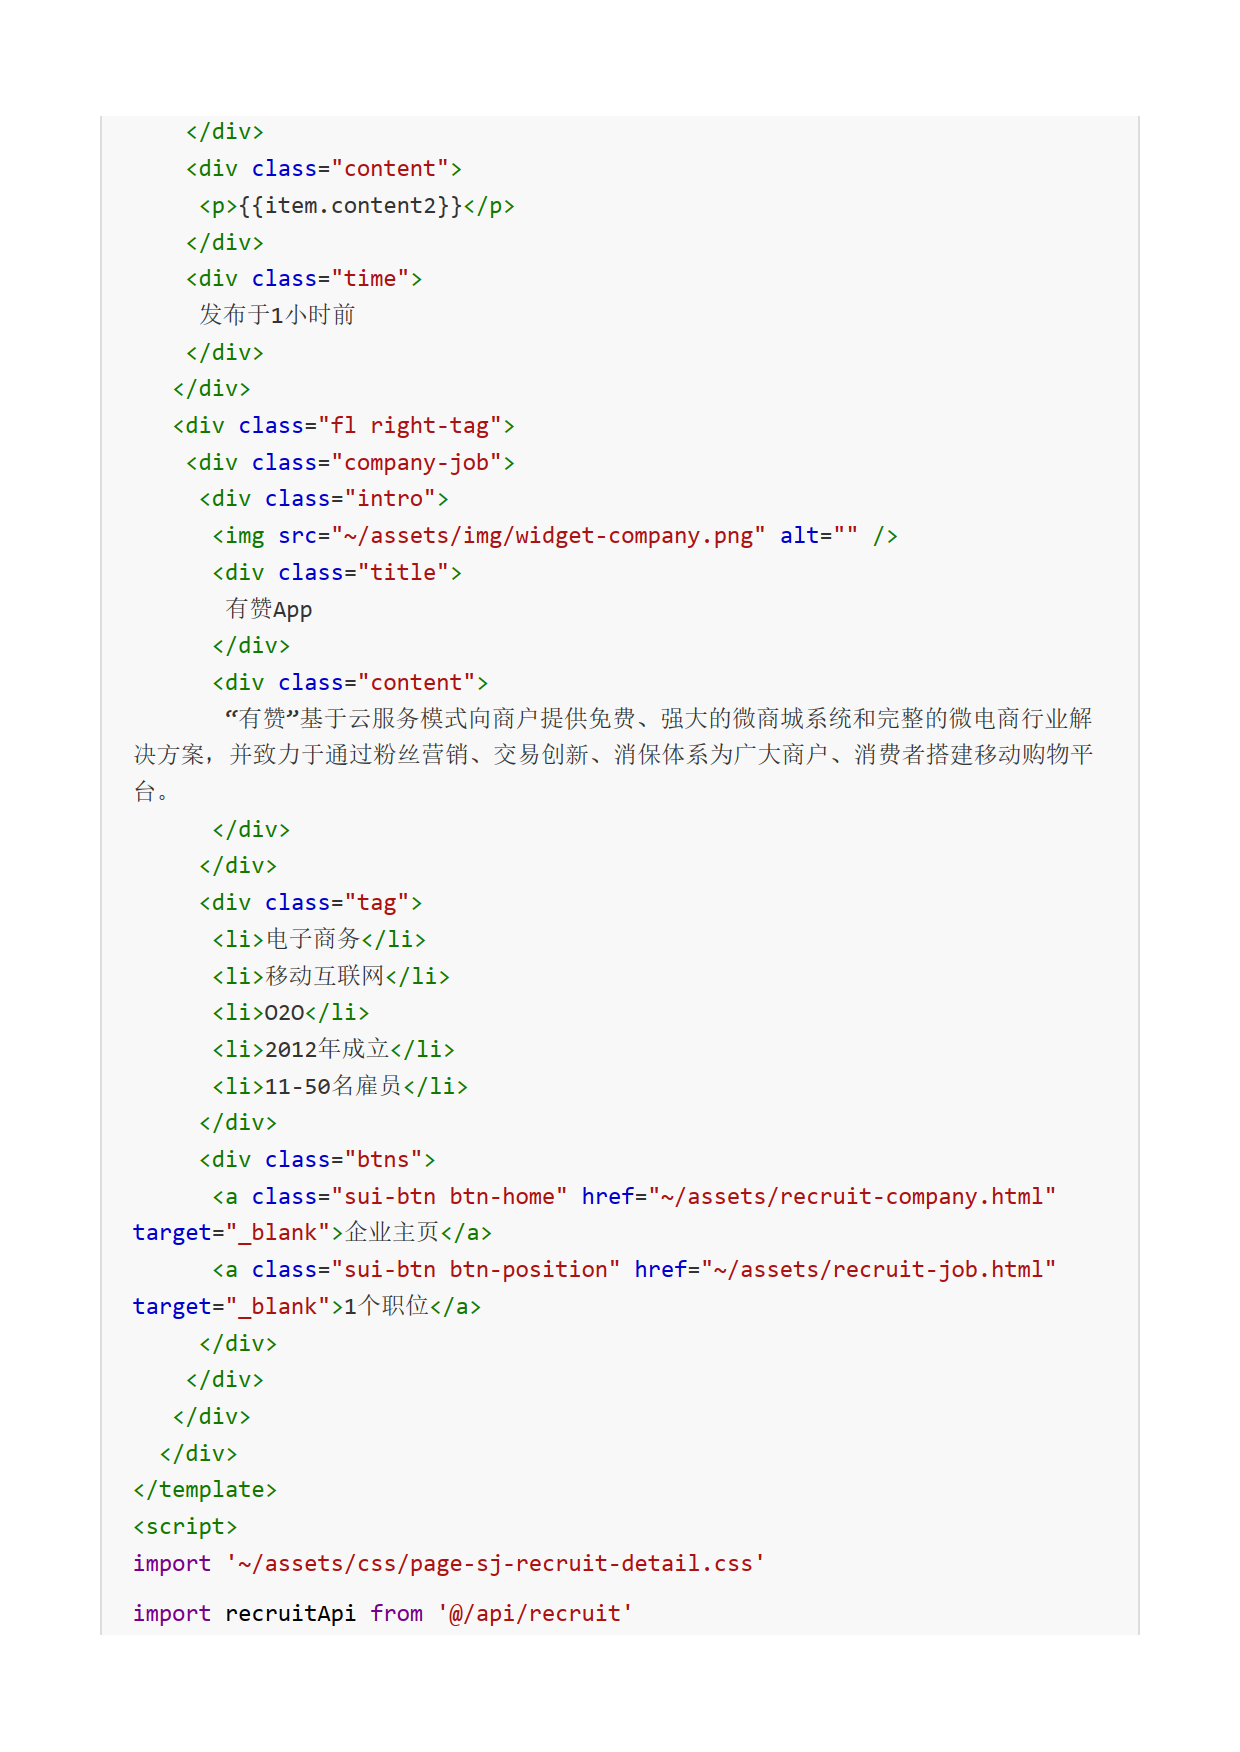 </div>
<div class="content">
<p>{{item.content2}}</p>
</div>
<div class="time">
发布于1小时前
</div>
</div>
<div class="fl right-tag">
<div class="company-job">
<div class="intro">
<img src="~/assets/img/widget-company.png" alt="" />
<div class="title">
有赞App
</div>
<div class="content">
“有赞”基于云服务模式向商户提供免费、强大的微商城系统和完整的微电商行业解
决方案，并致力于通过粉丝营销、交易创新、消保体系为广大商户、消费者搭建移动购物平
台。
</div>
</div>
<div class="tag">
<li>电子商务</li>
<li>移动互联网</li>
<li>O2O</li>
<li>2012年成立</li>
<li>11-50名雇员</li>
</div>
<div class="btns">
<a class="sui-btn btn-home" href="~/assets/recruit-company.html"
target="_blank">企业主页</a>
<a class="sui-btn btn-position" href="~/assets/recruit-job.html"
target="_blank">1个职位</a>
</div>
</div>
</div>
</div>
</template>
<script>
import '~/assets/css/page-sj-recruit-detail.css'
import recruitApi from '@/api/recruit'